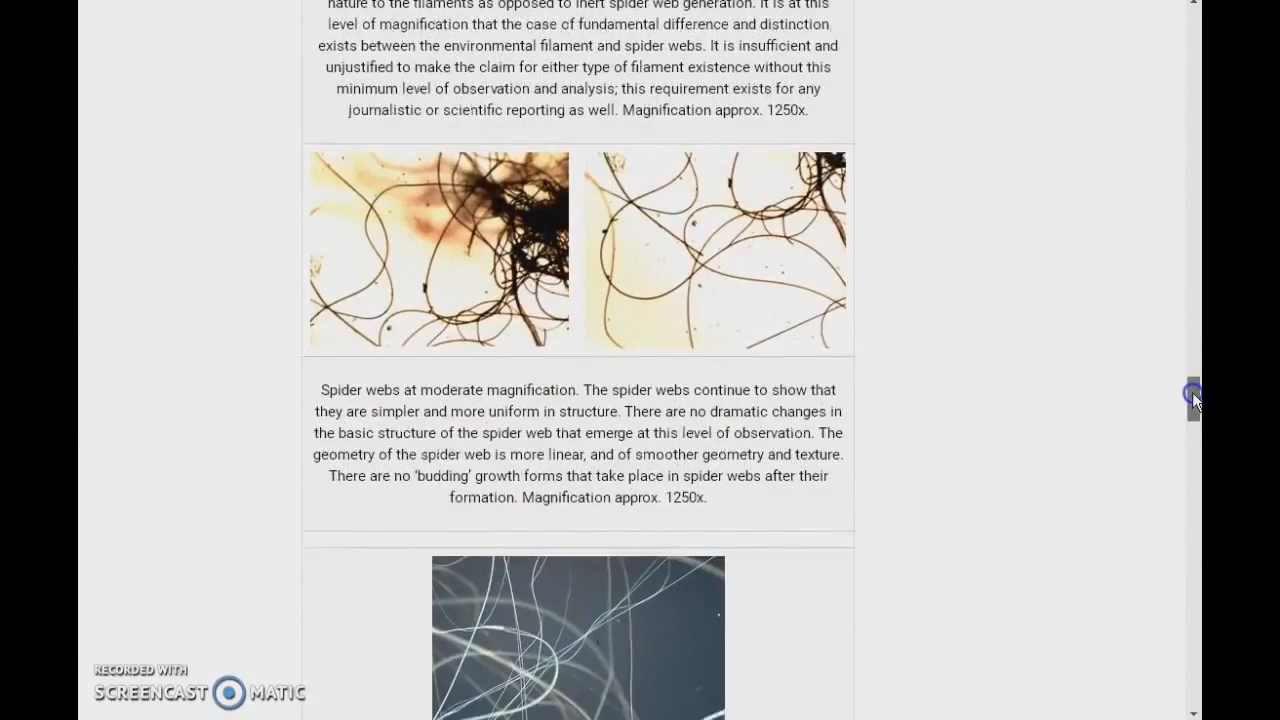 nature to the filaments as opposed to inert spider web generation. It is at this
level of magnification that the case of fundamental difference and distinction
exists between the environmental filament and spider webs. It is insufficient and
unjustified to make the claim for either type of filament existence without this
minimum level of observation and analysis; this requirement exists for any
journalistic or scientific reporting as well. Magnification approx. 1250x.
Spider webs at moderate magnification. The spider webs continue to show that
they are simpler and more uniform in structure. There are no dramatic changes in
the basic structure of the spider web that emerge at this level of observation. The
geometry of the spider web is more linear, and of smoother geometry and texture.
There are no ‘budding’ growth forms that take place in spider webs after their
formation. Magnification approx. 1250x.
RECORDED WITH
SCREENCAST MATIC